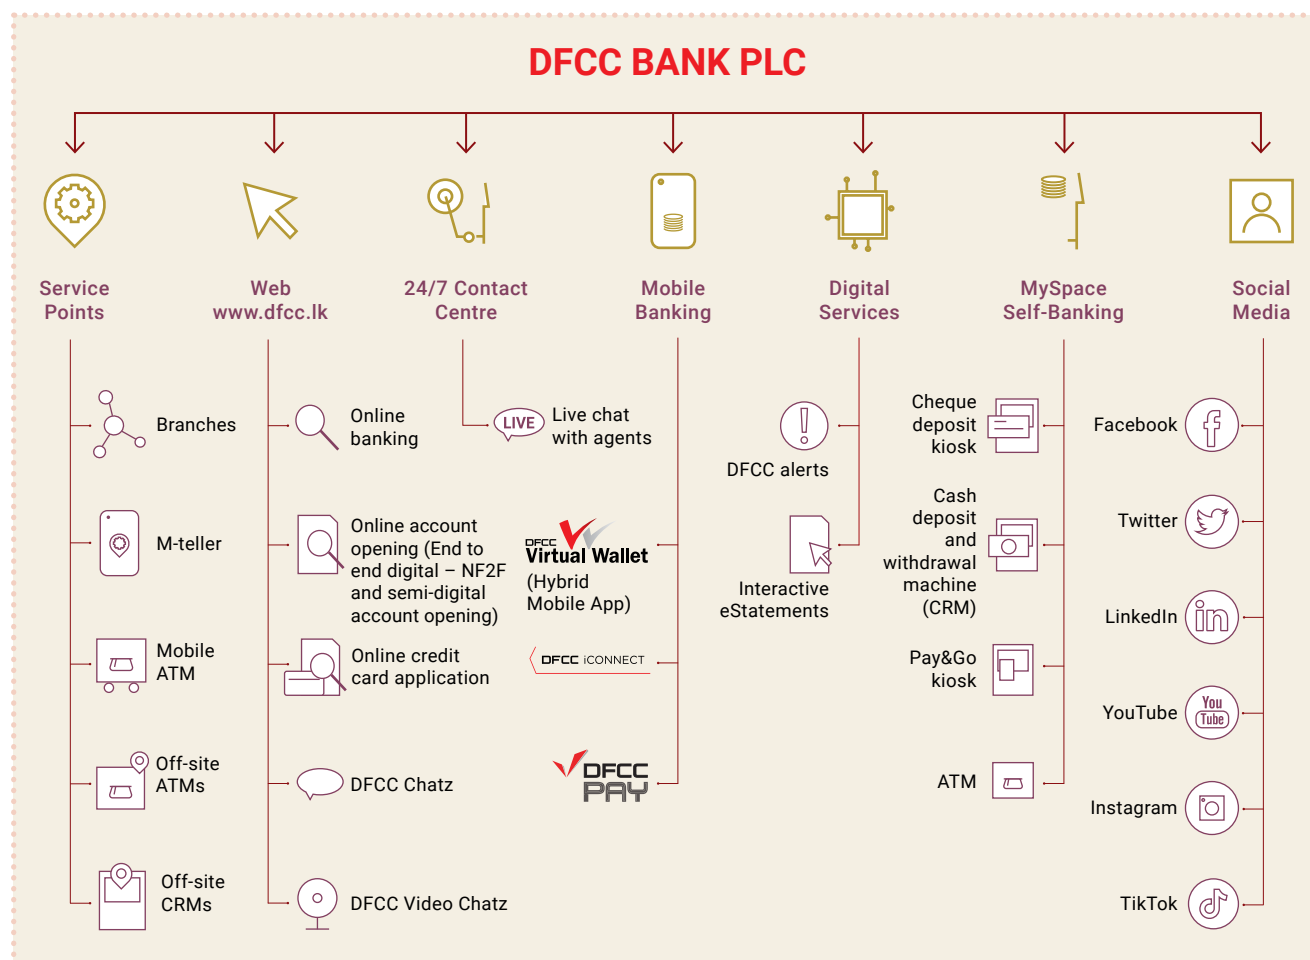 DFCC BANK PLC
Service
Points
Web
www.dfcc.lk
24/7 Contact
Centre
Mobile
Banking
Digital
Services
MySpace
Self-Banking
Social
Media
Branches
M-teller
Mobile
ATM
Off-site
ATMs
Off-site
CRMs
Online
banking
Online account
opening (End to
end digital – NF2F
and semi-digital
account opening)
Online credit
card application
DFCC Chatz
DFCC Video Chatz
LIVE
Live chat
with agents
DFCC
Virtual Wallet
(Hybrid
Mobile App)
DFCC iCONNECT
DFCC
PAY
DFCC alerts
Interactive
eStatements
Cheque
deposit
kiosk
Cash
deposit
and
withdrawal
machine
(CRM)
Pay&Go
kiosk
ATM
Facebook
f
Twitter
LinkedIn
in
YouTube
You
Tube
Instagram
TikTok